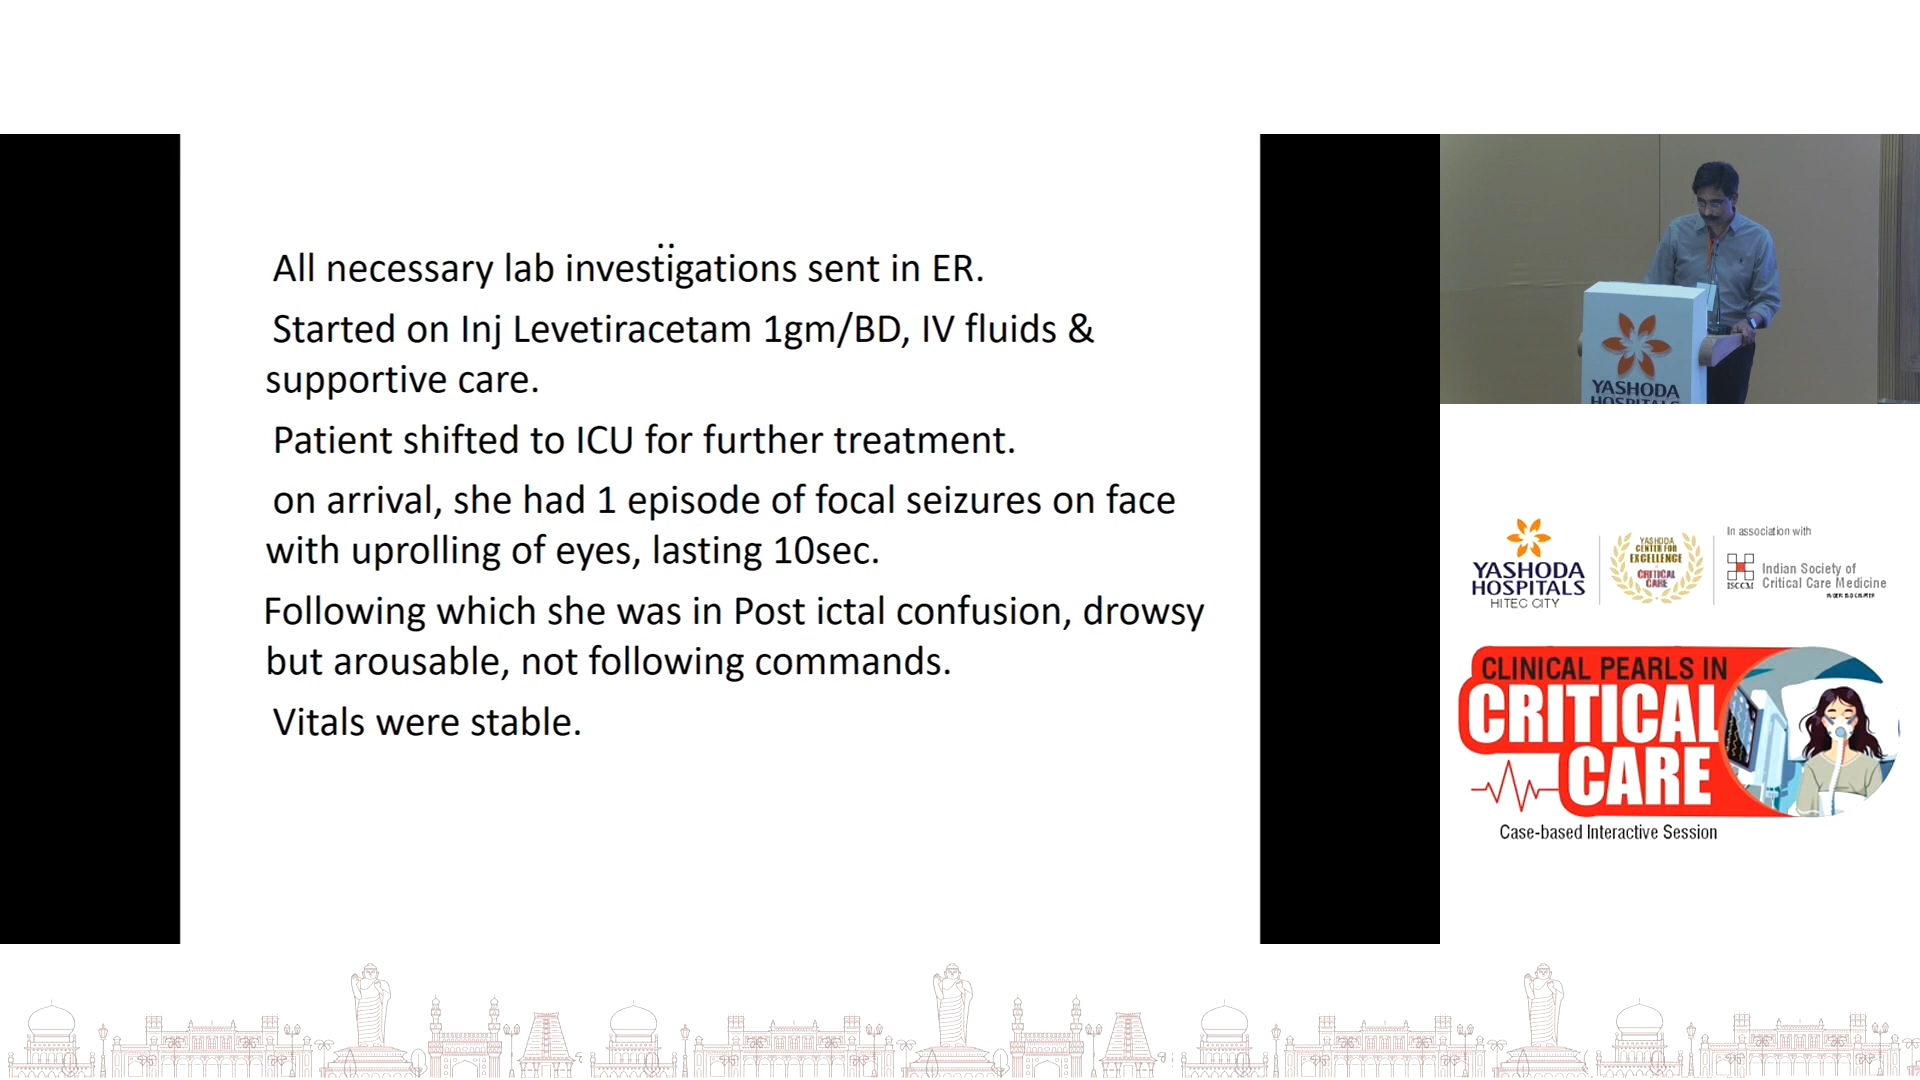 All necessary lab investigations sent in ER.
Started on Inj Levetiracetam 1gm/BD, IV fluids &
supportive care.
Patient shifted to ICU for further treatment.
on arrival, she had 1 episode of focal seizures on face
with uprolling of eyes, lasting 10sec.
Following which she was in Post ictal confusion, drowsy
but arousable, not following commands.
Vitals were stable.
YASHODA
HOSPITALS
YASHODA
HOSPITALS
HITEC CITY
YASHODA
CENTER FOR
EXCELLENCE
CRITICAL
CARE
In association with
ISCCM
Indian Society of
Critical Care Medicine
CLINICAL PEARLS IN
CRITICAL
CARE
Case-based Interactive Session